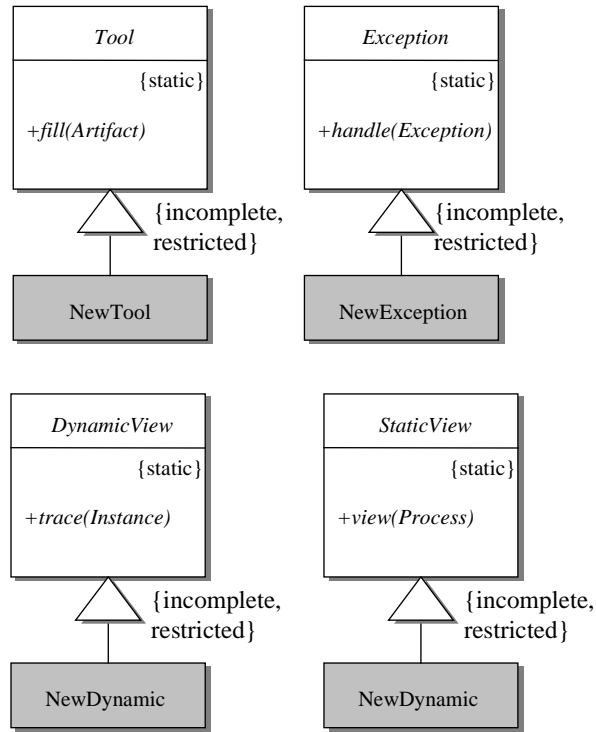 Tool
{static}
+fill(Artifact)
{incomplete,
restricted}
NewTool
Exception
{static}
+handle(Exception)
{incomplete,
restricted}
NewException
DynamicView
{static}
+trace(Instance)
{incomplete,
restricted}
NewDynamic
StaticView
{static}
+view(Process)
{incomplete,
restricted}
NewDynamic